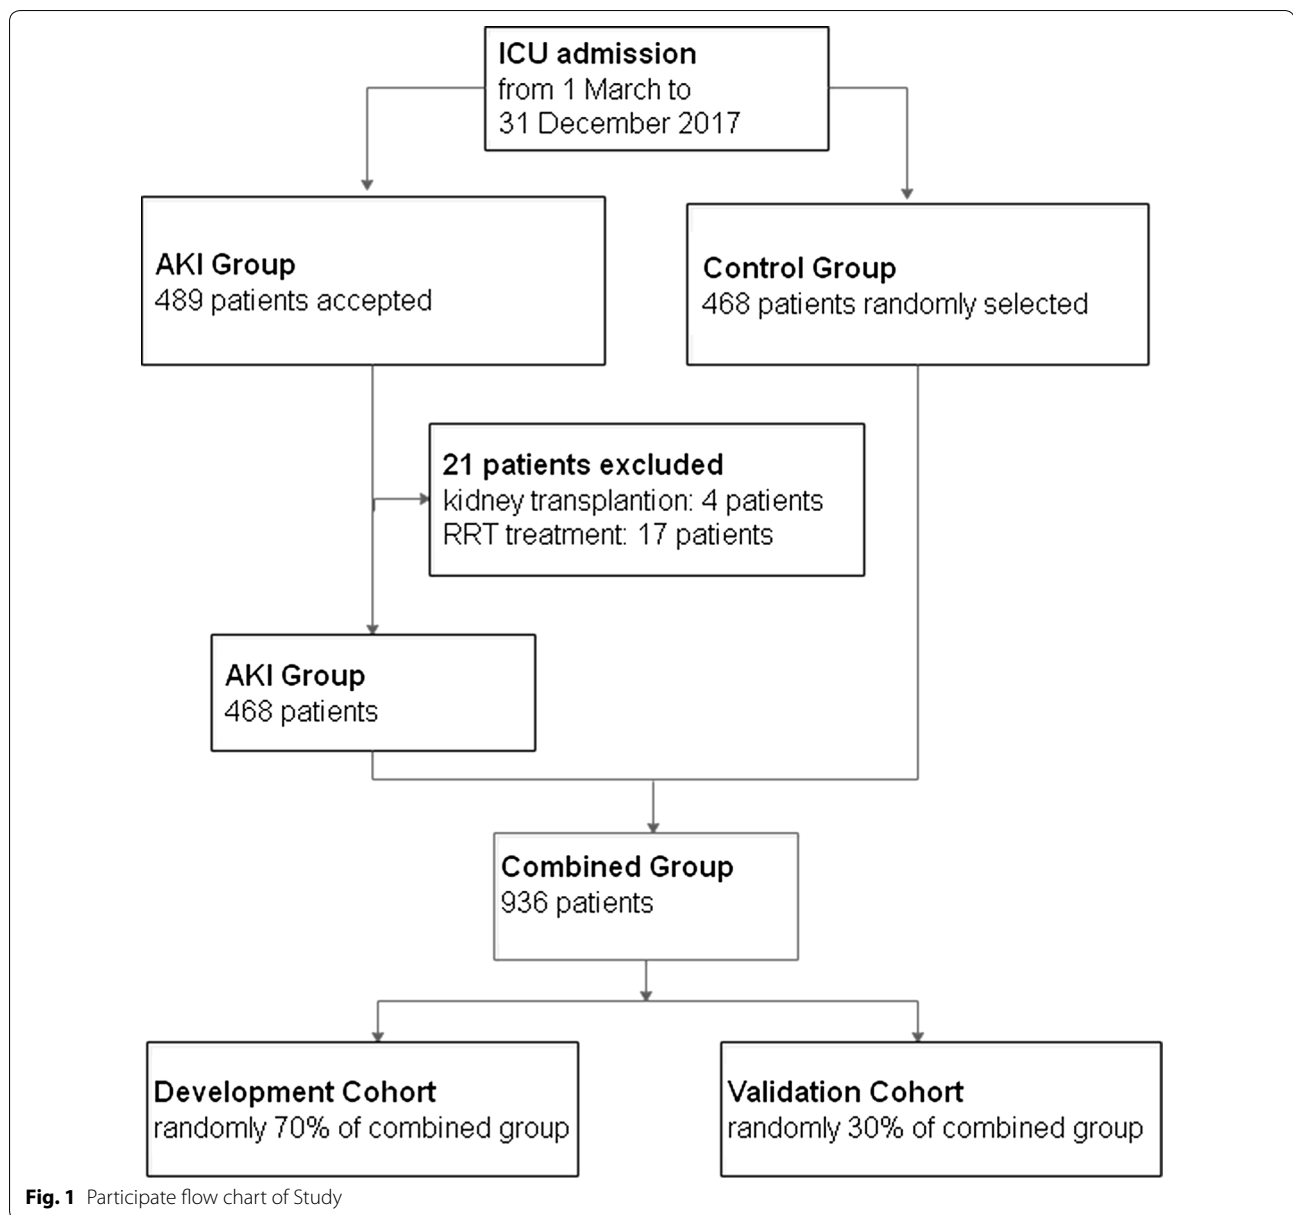 ICU admission
from 1 March to
31 December 2017
AKI Group
489 patients accepted
Control Group
468 patients randomly selected
21 patients excluded
kidney transplantion: 4 patients
RRT treatment: 17 patients
AKI Group
468 patients
Combined Group
936 patients
Development Cohort
randomly 70% of combined group
Validation Cohort
randomly 30% of combined group
Fig. 1 Participate flow chart of Study